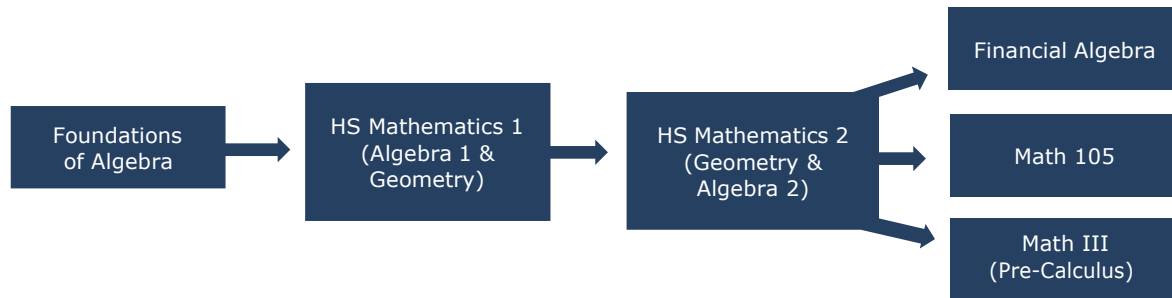 Foundations
of Algebra
HS Mathematics 1
(Algebra 1 &
Geometry)
HS Mathematics 2
(Geometry &
Algebra 2)
Financial Algebra
Math 105
Math III
(Pre-Calculus)